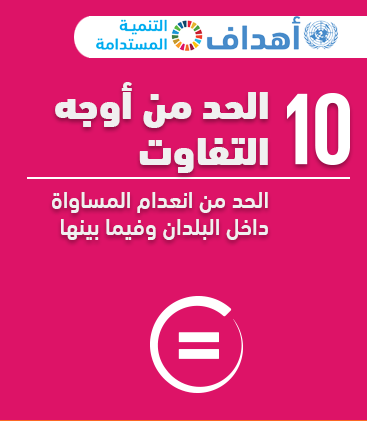 أهداف التنمية
المستدامة
10 الحد من أوجه
التفاوت
الحد من انعدام المساواة
داخل البلدان وفيما بينها